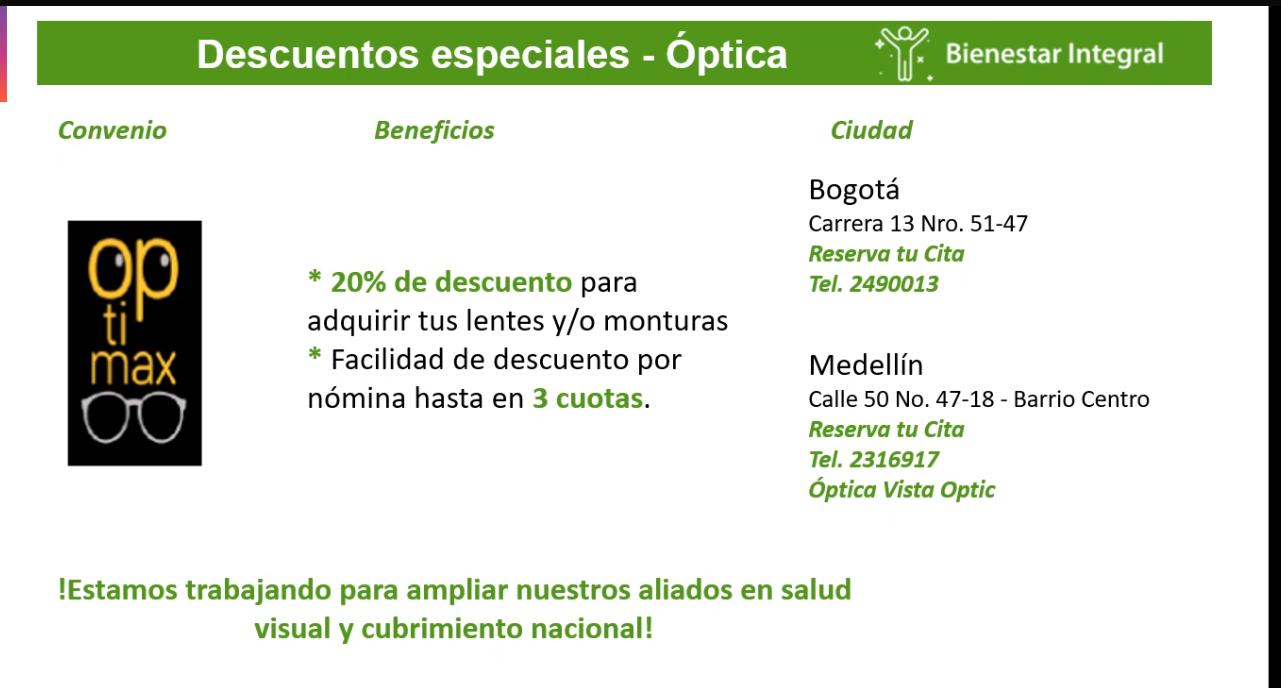 Descuentos especiales - Óptica
Bienestar Integral
Convenio
Beneficios
Ciudad
op
ti
max
* 20% de descuento para
adquirir tus lentes y/o monturas
* Facilidad de descuento por
nómina hasta en 3 cuotas.
Bogotá
Carrera 13 Nro. 51-47
Reserva tu Cita
Tel. 2490013
Medellín
Calle 50 No. 47-18 - Barrio Centro
Reserva tu Cita
Tel. 2316917
Óptica Vista Optic
!Estamos trabajando para ampliar nuestros aliados en salud
visual y cubrimiento nacional!